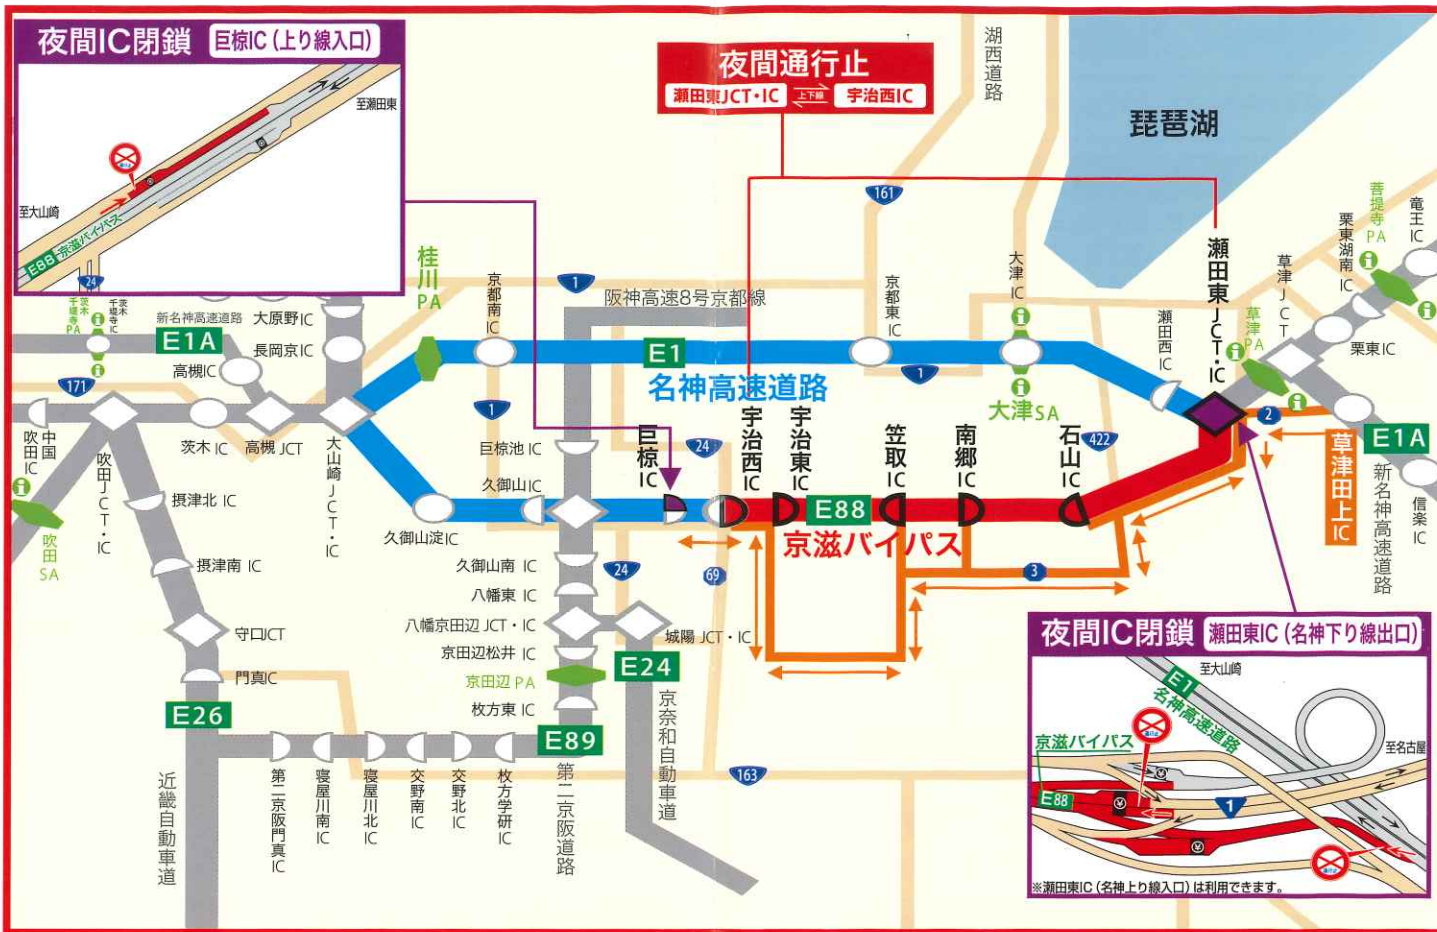 夜間IC閉鎖 巨椋IC(上り線入口)
至瀬田東
至大山崎
E88 京滋バイパス
24
夜間通行止
瀬田東JCT・IC 上下線 宇治西IC
湖西道路
琵琶湖
161
桂川PA
京都南IC
1
阪神高速8号京都線
京都東IC
大津IC
瀬田西IC
瀬田東JCT・IC
草津PA
草津JCT
栗東湖南IC
菩提寺PA
竜王IC
栗東IC
茨木千提寺PA
茨木千提寺IC
新名神高速道路
E1A
大原野IC
長岡京IC
高槻IC
171
E1
名神高速道路
1
大津SA
2
中国吹田IC
吹田JCT・IC
茨木IC
高槻JCT
大山崎JCT・IC
1
巨椋池IC
久御山IC
巨椋IC
24
宇治西IC
宇治東IC
笠取IC
南郷IC
石山IC
422
草津田上IC
E1A
新名神高速道路
信楽IC
吹田SA
摂津北IC
摂津南IC
守口JCT
門真IC
E26
近畿自動車道
久御山淀IC
E88
京滋バイパス
久御山南IC
24
69
3
八幡東IC
八幡京田辺JCT・IC
城陽JCT・IC
京田辺松井IC
E24
京田辺PA
枚方東IC
E89
京奈和自動車道
第二京阪道路
163
第二京阪門真IC
寝屋川南IC
寝屋川北IC
交野南IC
交野北IC
枚方学研IC
夜間IC閉鎖 瀬田東IC(名神下り線出口)
至大山崎
E1
名神高速道路
京滋バイパス
至名古屋
E88
1
※瀬田東IC(名神上り線入口)は利用できます。